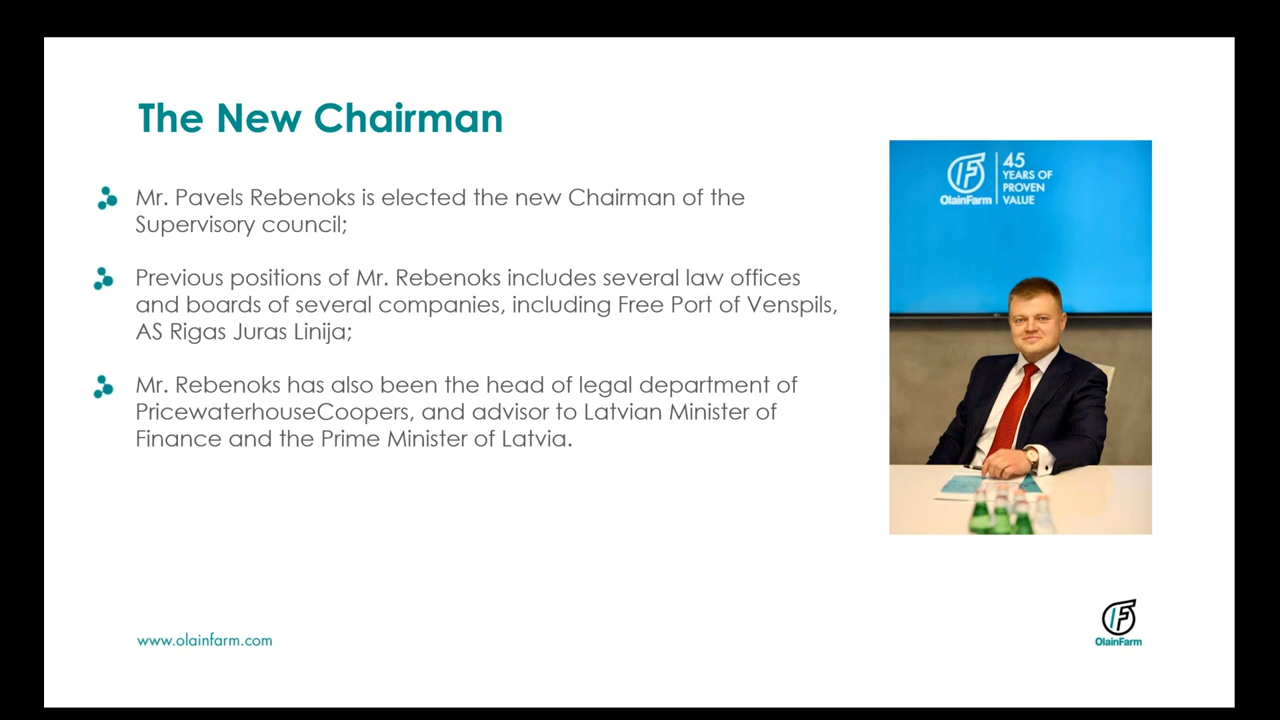 The New Chairman
Mr. Pavels Rebenoks is elected the new Chairman of the
Supervisory council;
Previous positions of Mr. Rebenoks includes several law offices
and boards of several companies, including Free Port of Venspils,
AS Rigas Juras Linija;
Mr. Rebenoks has also been the head of legal department of
PricewaterhouseCoopers, and advisor to Latvian Minister of
Finance and the Prime Minister of Latvia.
OlainFarm
45
YEARS OF
PROVEN
VALUE
www.olainfarm.com
OlainFarm